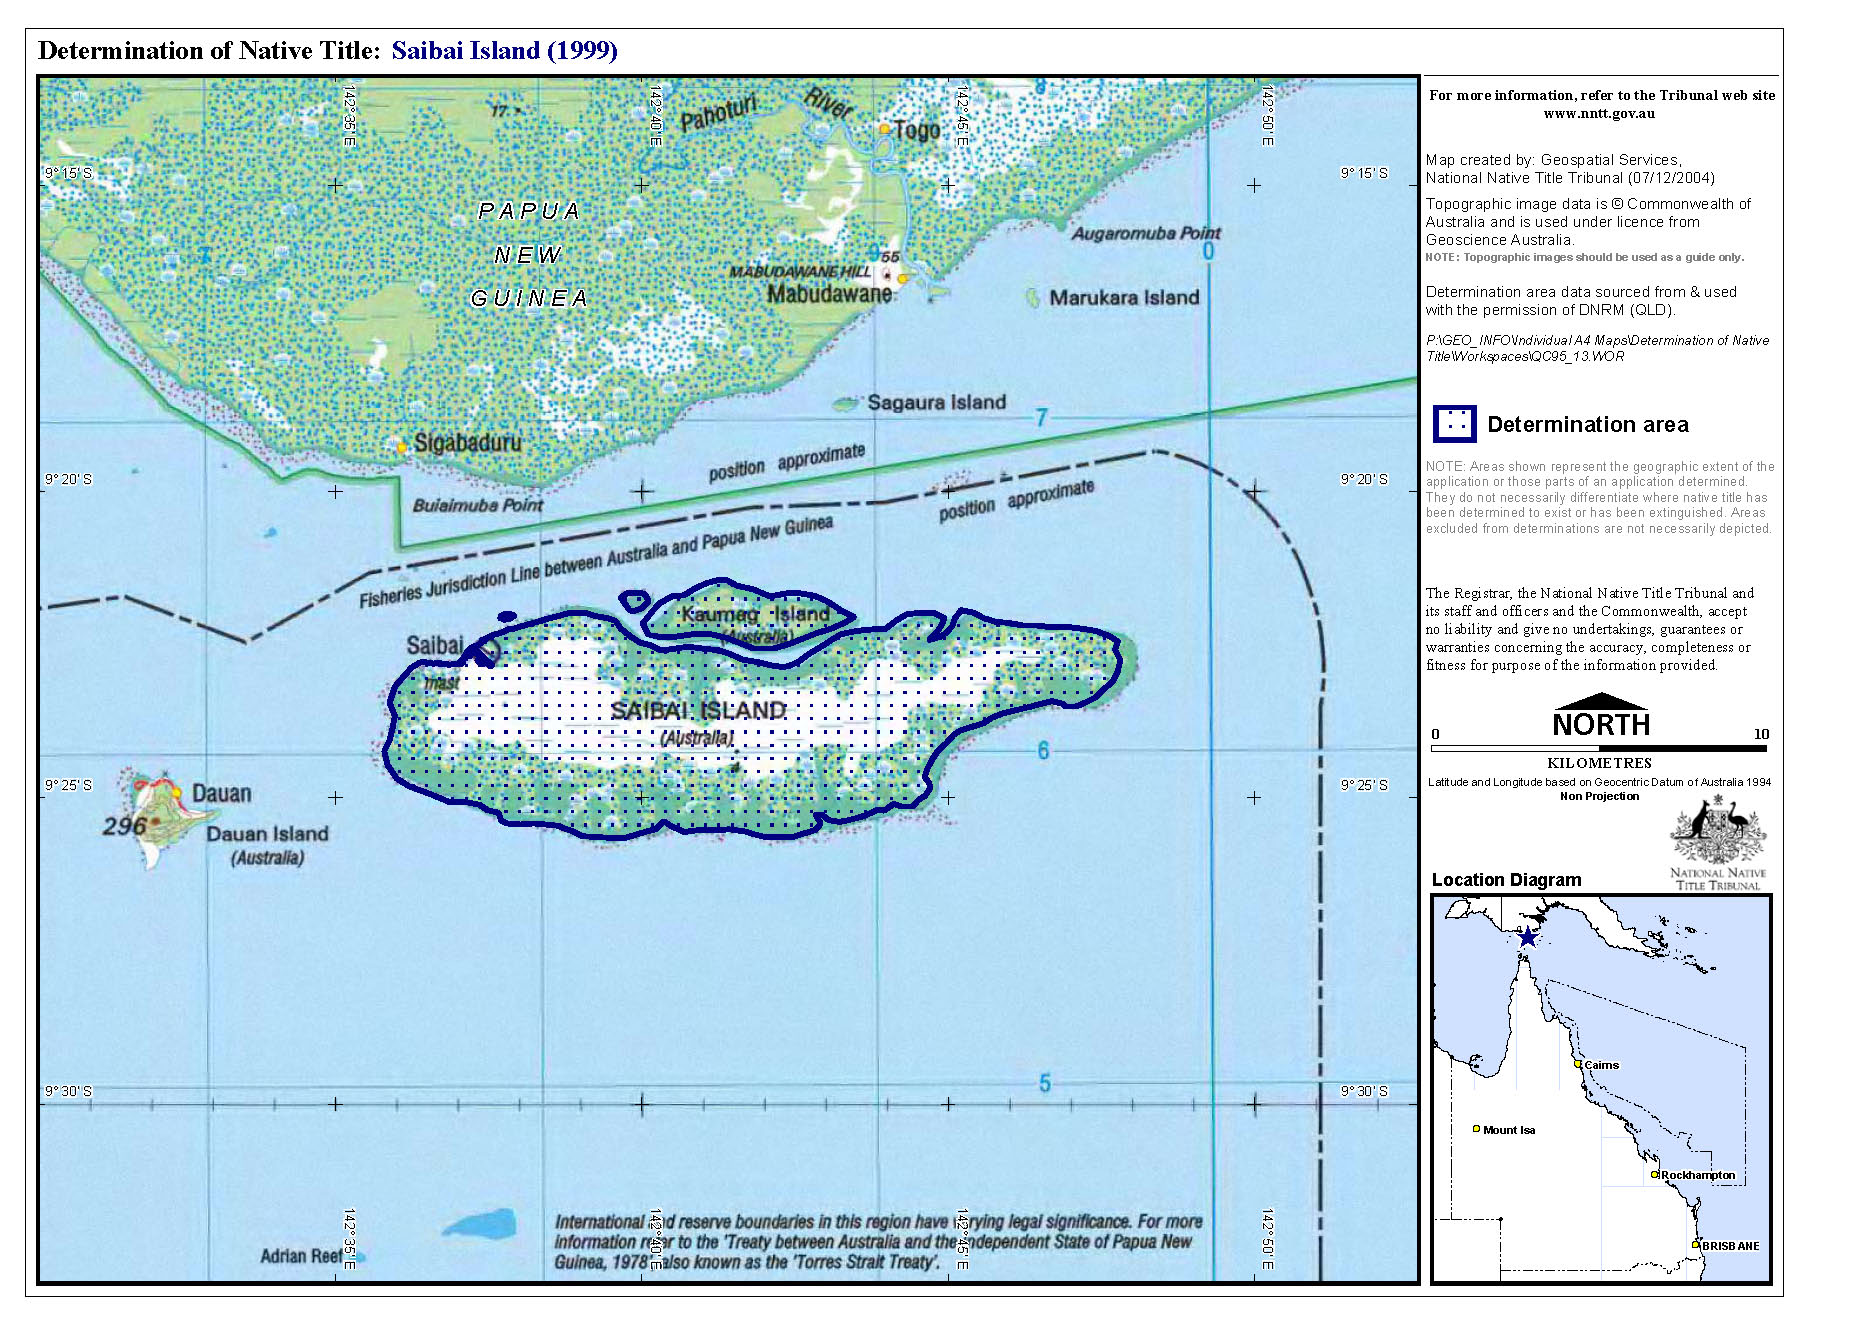 Determination of Native Title: Saibai Island (1999)
142°35' E
142°40' E
142°45' E
142°50' E
8
17
Pahoturi River
Togo
9°15' S
9°15' S
PAPUA
NEW
GUINEA
7
9
0
Augaromuba Point
55
MABUDAWANE HILL
Mabudawane
Marukara Island
Sagaura Island
7
Sigabaduru
position approximate
9°20' S
9°20' S
Buiaimuba Point
position approximate
Fisheries Jurisdiction Line between Australia and Papua New Guinea
Kaumag Island
(Australia)
Saibai
mast
SAIBAI ISLAND
(Australia)
6
9°25' S
9°25' S
Dauan
296
Dauan Island
(Australia)
9°30' S
5
9°30' S
142°35' E
142°40' E
142°45' E
142°50' E
Adrian Reef
International and reserve boundaries in this region have varying legal significance. For more
information refer to the 'Treaty between Australia and the Independent State of Papua New
Guinea, 1978' also known as the 'Torres Strait Treaty'.
For more information, refer to the Tribunal web site
www.nntt.gov.au
Map created by: Geospatial Services,
National Native Title Tribunal (07/12/2004)
Topographic image data is © Commonwealth of
Australia and is used under licence from
Geoscience Australia.
NOTE: Topographic images should be used as a guide only.
Determination area data sourced from & used
with the permission of DNRM (QLD).
P:\GEO_INFO\Individual A4 Maps\Determination of Native
Title\Workspaces\QC95_13.WOR
Determination area
NOTE: Areas shown represent the geographic extent of the
application or those parts of an application determined.
They do not necessarily differentiate where native title has
been determined to exist or has been extinguished. Areas
excluded from determinations are not necessarily depicted.
The Registrar, the National Native Title Tribunal and
its staff and officers and the Commonwealth, accept
no liability and give no undertakings, guarantees or
warranties concerning the accuracy, completeness or
fitness for purpose of the information provided.
NORTH
0 10
KILOMETRES
Latitude and Longitude based on Geocentric Datum of Australia 1994
Non Projection
NATIONAL NATIVE
TITLE TRIBUNAL
Location Diagram
Cairns
Mount Isa
Rockhampton
BRISBANE